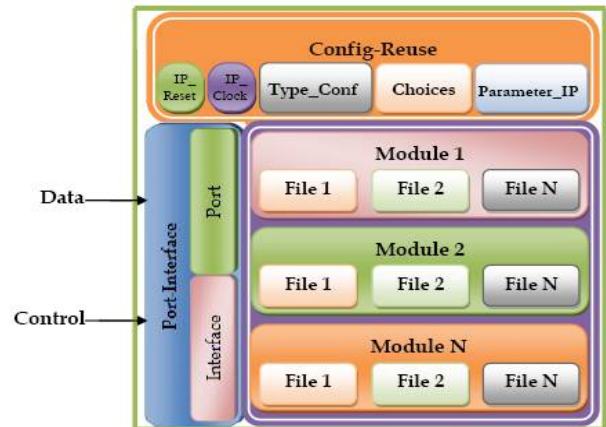 Config-Reuse
IP_
Reset
IP_
Clock
Type_Conf
Choices
Parameter_IP
Data
Control
Port-Interface
Port
Interface
Module 1
File 1
File 2
File N
Module 2
File 1
File 2
File N
Module N
File 1
File 2
File N